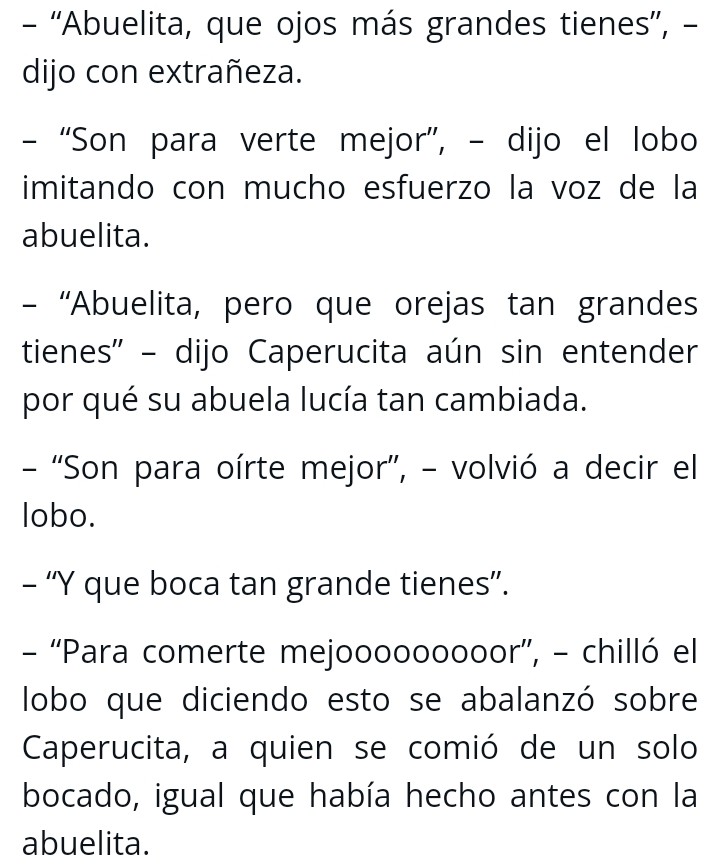 – “Abuelita, que ojos más grandes tienes”, –
dijo con extrañeza.
– “Son para verte mejor”, – dijo el lobo
imitando con mucho esfuerzo la voz de la
abuelita.
– “Abuelita, pero que orejas tan grandes
tienes” – dijo Caperucita aún sin entender
por qué su abuela lucía tan cambiada.
– “Son para oírte mejor”, – volvió a decir el
lobo.
– “Y que boca tan grande tienes”.
– “Para comerte mejooooooooor”, – chilló el
lobo que diciendo esto se abalanzó sobre
Caperucita, a quien se comió de un solo
bocado, igual que había hecho antes con la
abuelita.